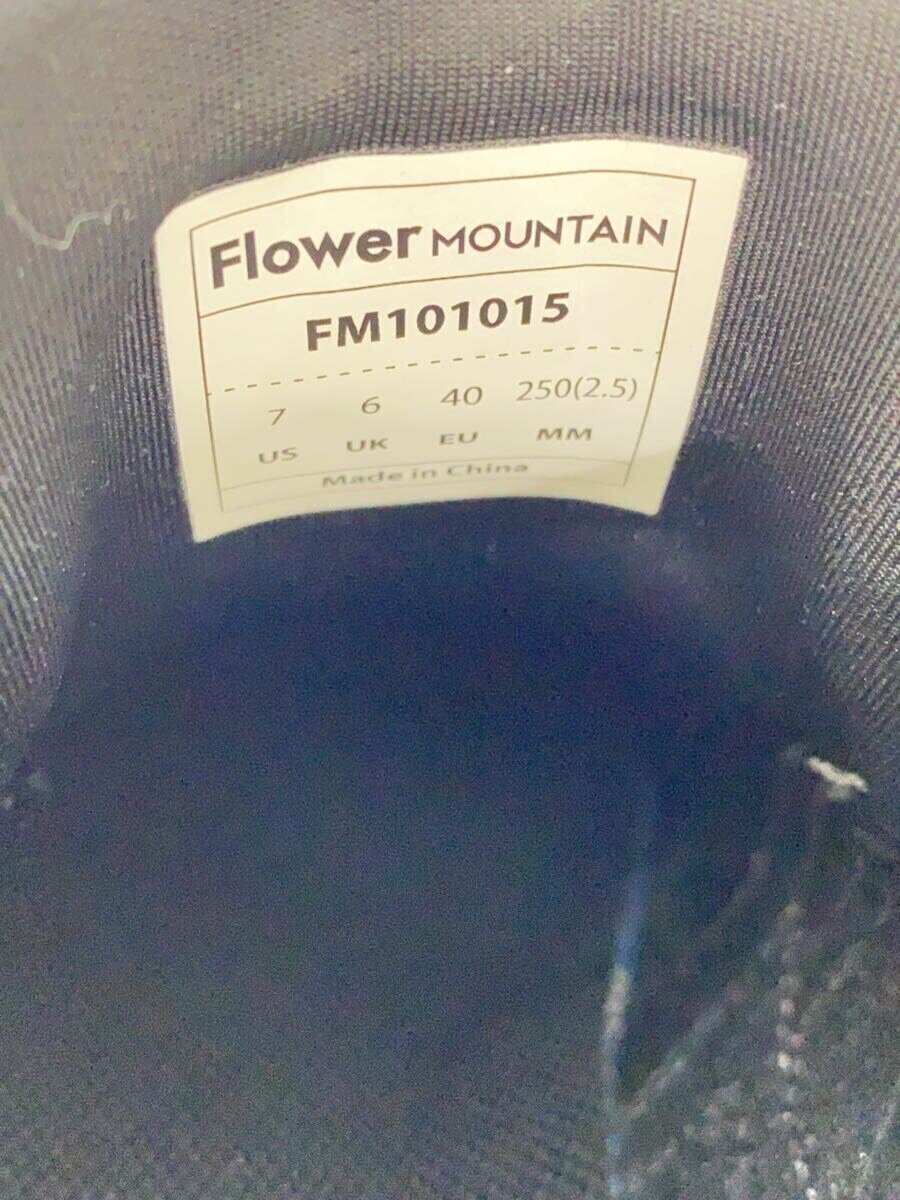 Flower MOUNTAIN
FM101015
7 6 40 250(2.5)
US UK EU MM
Made in China